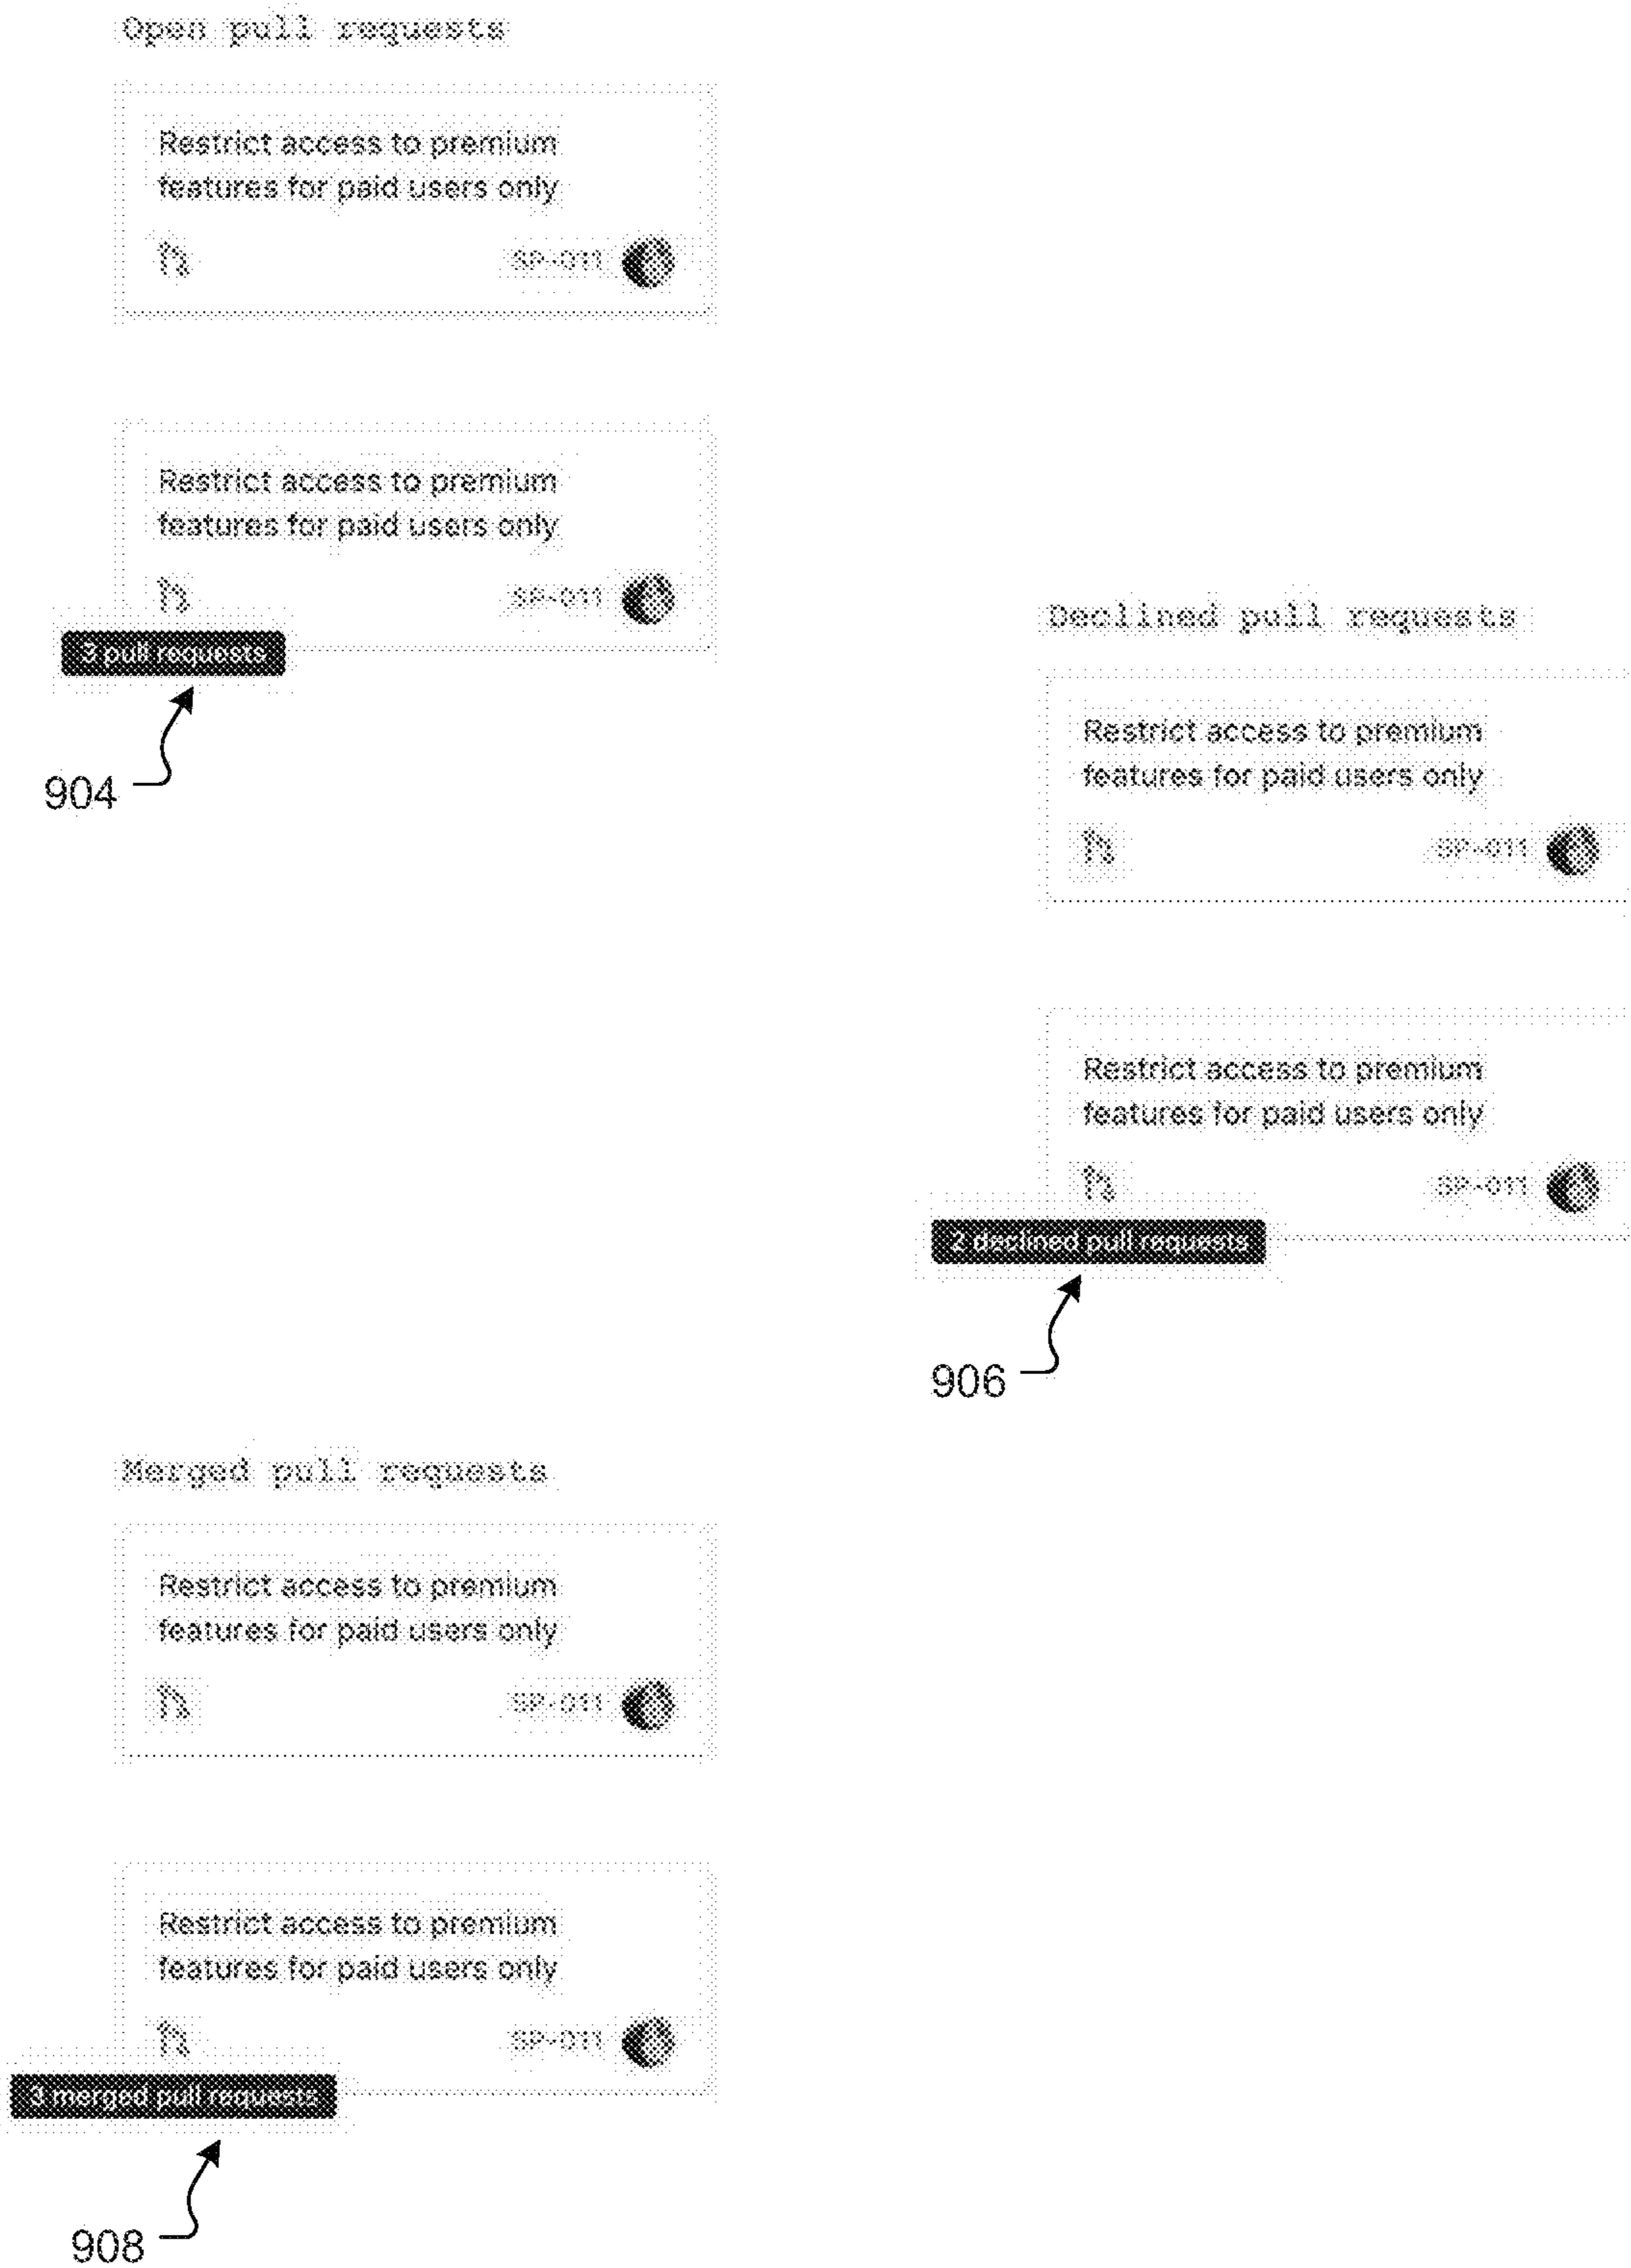 Open pull requests
Restrict access to premium
features for paid users only
SP-011
Restrict access to premium
features for paid users only
SP-011
3 pull requests
904
Declined pull requests
Restrict access to premium
features for paid users only
SP-011
Restrict access to premium
features for paid users only
SP-011
2 declined pull requests
906
Merged pull requests
Restrict access to premium
features for paid users only
SP-011
Restrict access to premium
features for paid users only
SP-011
3 merged pull requests
908